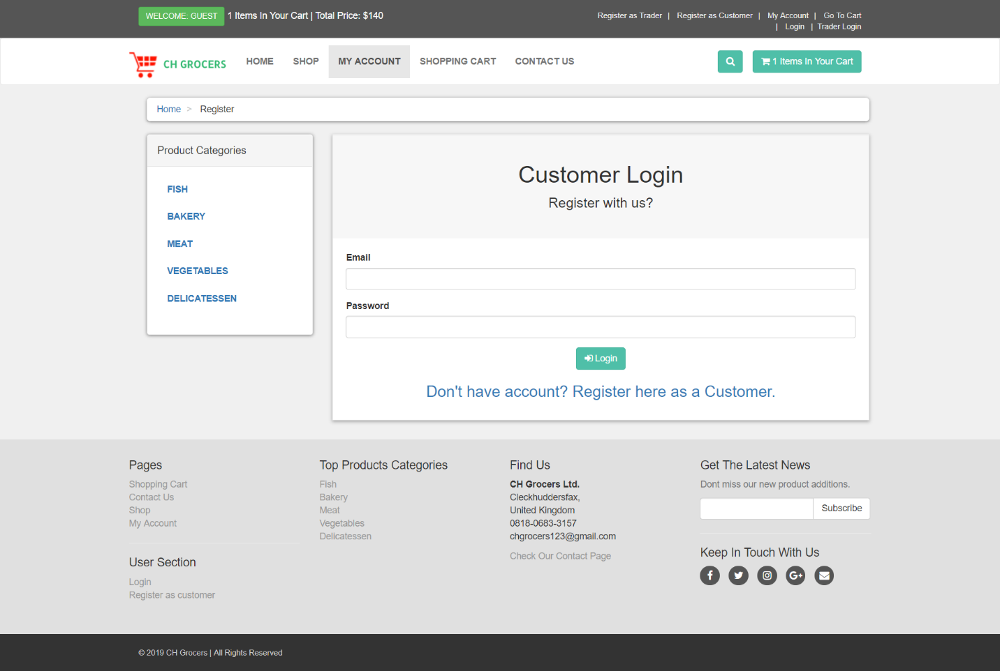 WELCOME: GUEST 1 Items In Your Cart | Total Price: $140
Register as Trader | Register as Customer | My Account | Go To Cart
| Login | Trader Login
CH GROCERS
HOME SHOP MY ACCOUNT SHOPPING CART CONTACT US
1 Items In Your Cart
Home > Register
Product Categories
FISH
BAKERY
MEAT
VEGETABLES
DELICATESSEN
Customer Login
Register with us?
Email
Password
Login
Don't have account? Register here as a Customer.
Pages
Shopping Cart
Contact Us
Shop
My Account
User Section
Login
Register as customer
Top Products Categories
Fish
Bakery
Meat
Vegetables
Delicatessen
Find Us
CH Grocers Ltd.
Cleckhuddersfax,
United Kingdom
0818-0683-3157
chgrocers123@gmail.com
Check Our Contact Page
Get The Latest News
Dont miss our new product additions.
Subscribe
Keep In Touch With Us
© 2019 CH Grocers | All Rights Reserved